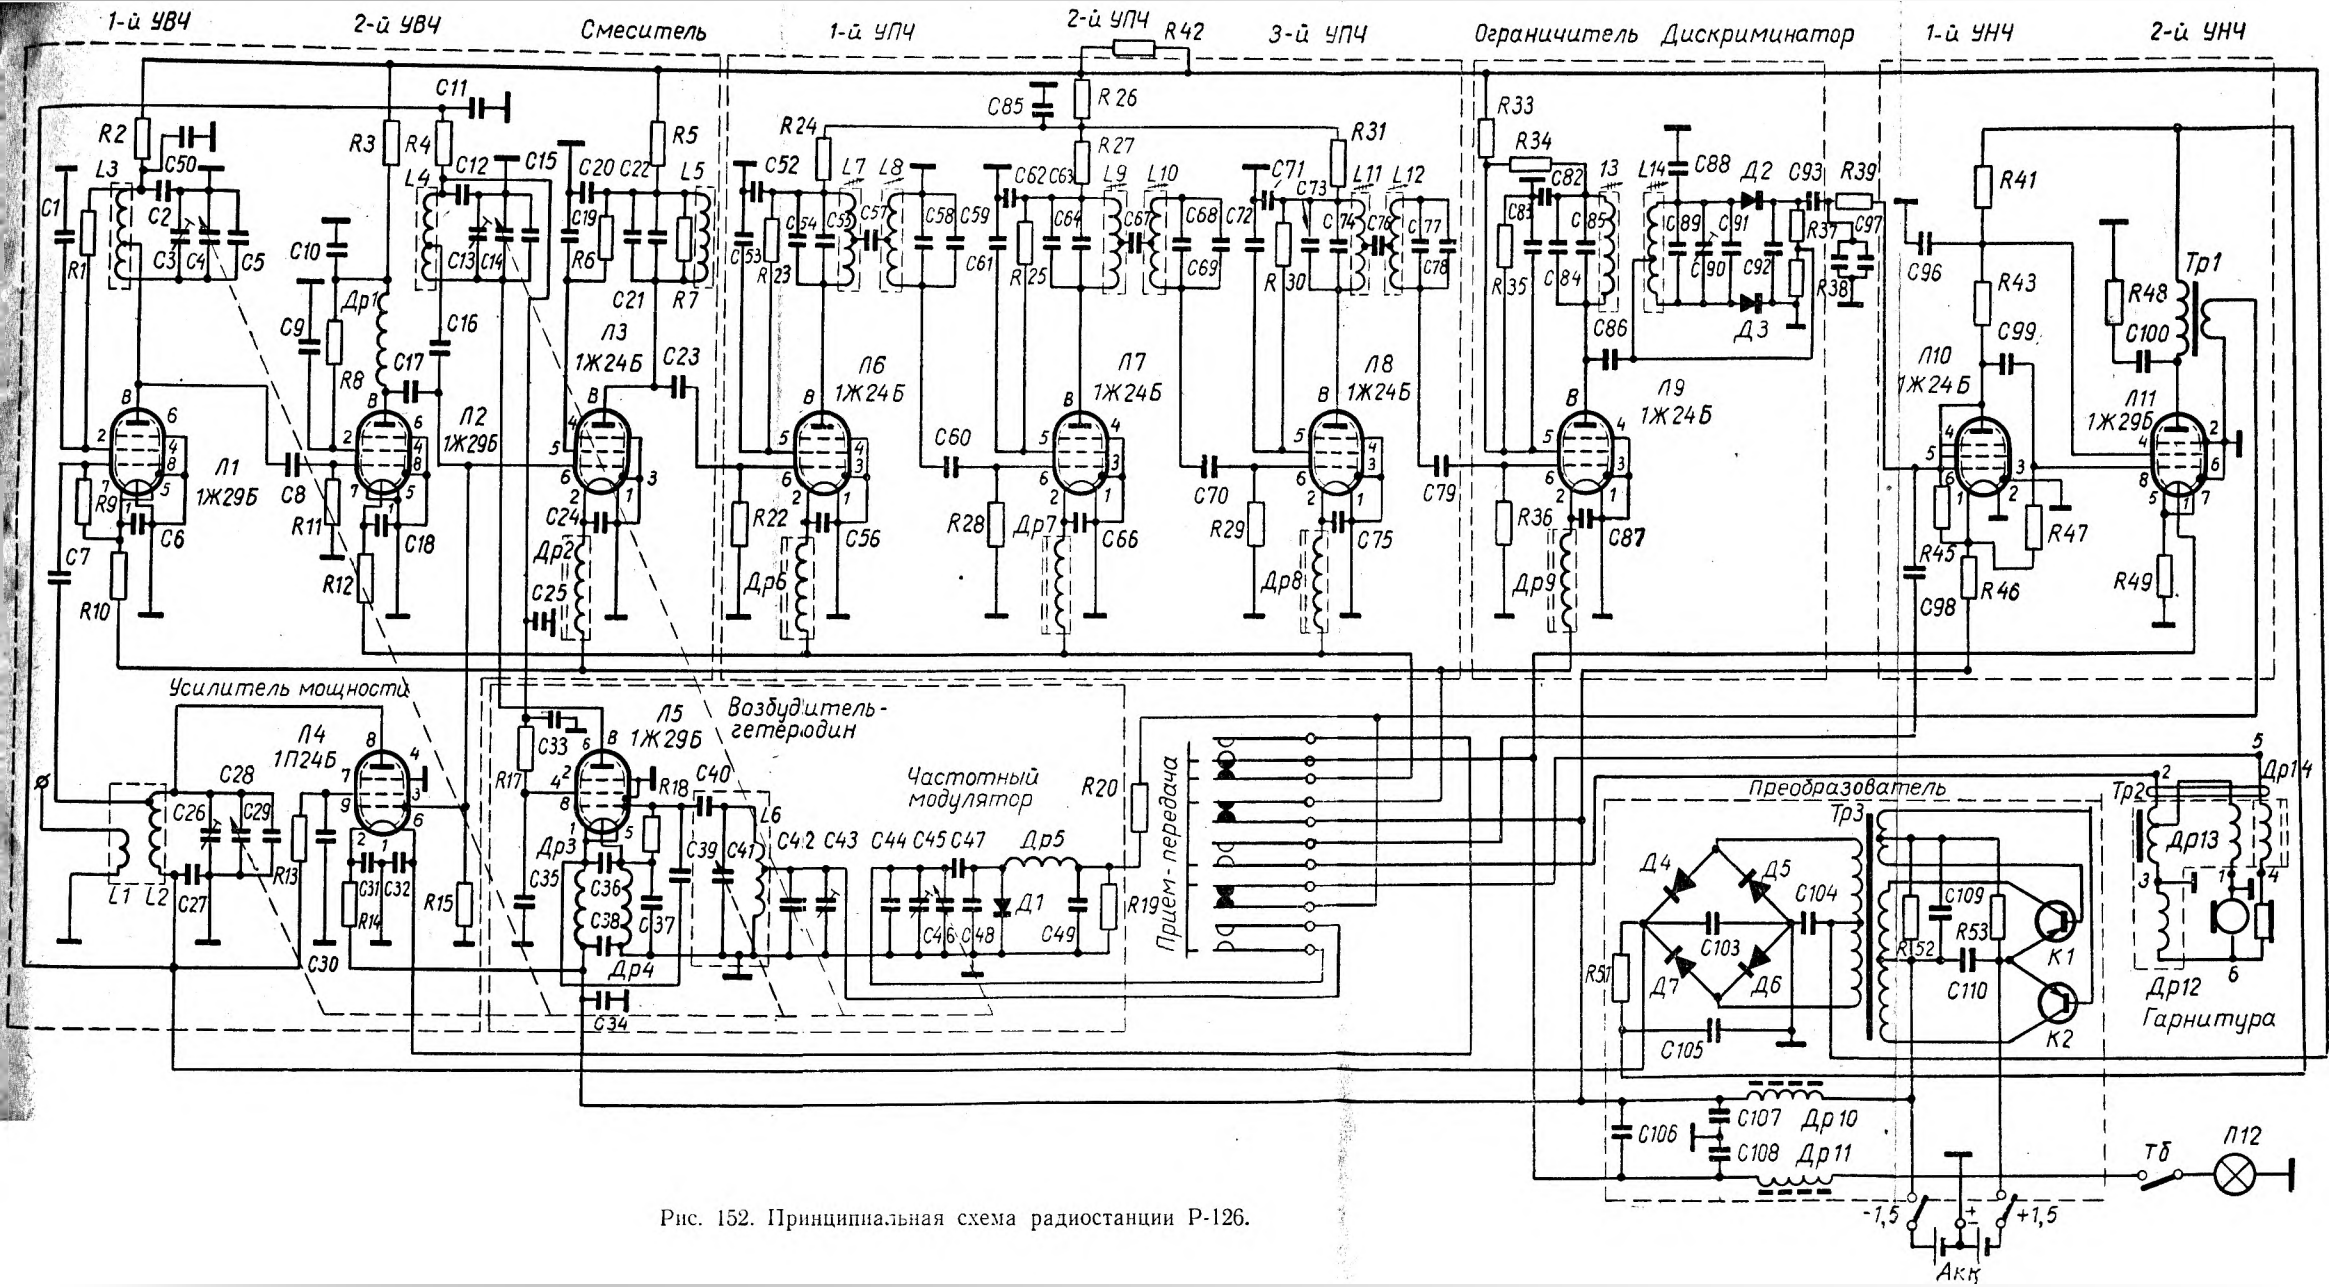 1-й УВЧ
2-й УВЧ
Смеситель
1-й УПЧ
2-й УПЧ
3-й УПЧ
Ограничитель
Дискриминатор
1-й УНЧ
2-й УНЧ
R42
C11
R2
C50
R3
R4
C12
C15
C20
C22
R5
L5
C85
R26
R24
R27
R31
C52
L7
L8
C62
C63
L9
L10
C71
C73
L11
L12
R33
R34
C82
13
L14
C88
Д2
C93
R39
R41
L3
C1
R1
C2
C3
C4
C5
C10
L4
C13
C14
C19
R6
C21
R7
C53
R23
C54
C55
C57
C58
C59
C61
R25
C64
C67
C68
C69
C72
R30
C74
C76
C77
C78
C83
R35
C84
C85
C86
C89
C90
C91
C92
Д3
R37
R38
C97
C96
R43
C99
R48
C100
Тр1
Др1
C9
R8
C16
C17
C23
Л1
1Ж29Б
Л2
1Ж29Б
Л3
1Ж24Б
Л6
1Ж24Б
Л7
1Ж24Б
Л8
1Ж24Б
Л9
1Ж24Б
Л10
1Ж24Б
Л11
1Ж29Б
R9
C6
C7
R10
C8
R11
C18
R12
C24
Др2
C25
R22
C56
Др6
C60
R28
Др7
C66
C70
R29
Др8
C75
C79
R36
Др9
C87
R45
R46
R47
C98
R49
Усилитель мощности
Л4
1П24Б
Возбудитель-
гетеродин
Л5
1Ж29Б
C33
R17
R18
C40
L6
Частотный
модулятор
R20
Прием-передача
L1
L2
C26
C28
C29
C27
R13
C30
C31
C32
R14
R15
Др3
C35
C36
C38
C37
Др4
C34
C39
C41
C42
C43
C44
C45
C47
C46
C48
Др5
Д1
C49
R19
Преобразователь
Тр3
Д4
Д5
C104
C103
Д7
Д6
R51
C105
C109
R52
R53
C110
К1
К2
Тр2
Др14
Др13
Др12
Гарнитура
C106
C107
Др10
C108
Др11
Тб
Л12
-1,5
±
+1,5
Акк
Рис. 152. Принципиальная схема радиостанции Р-126.